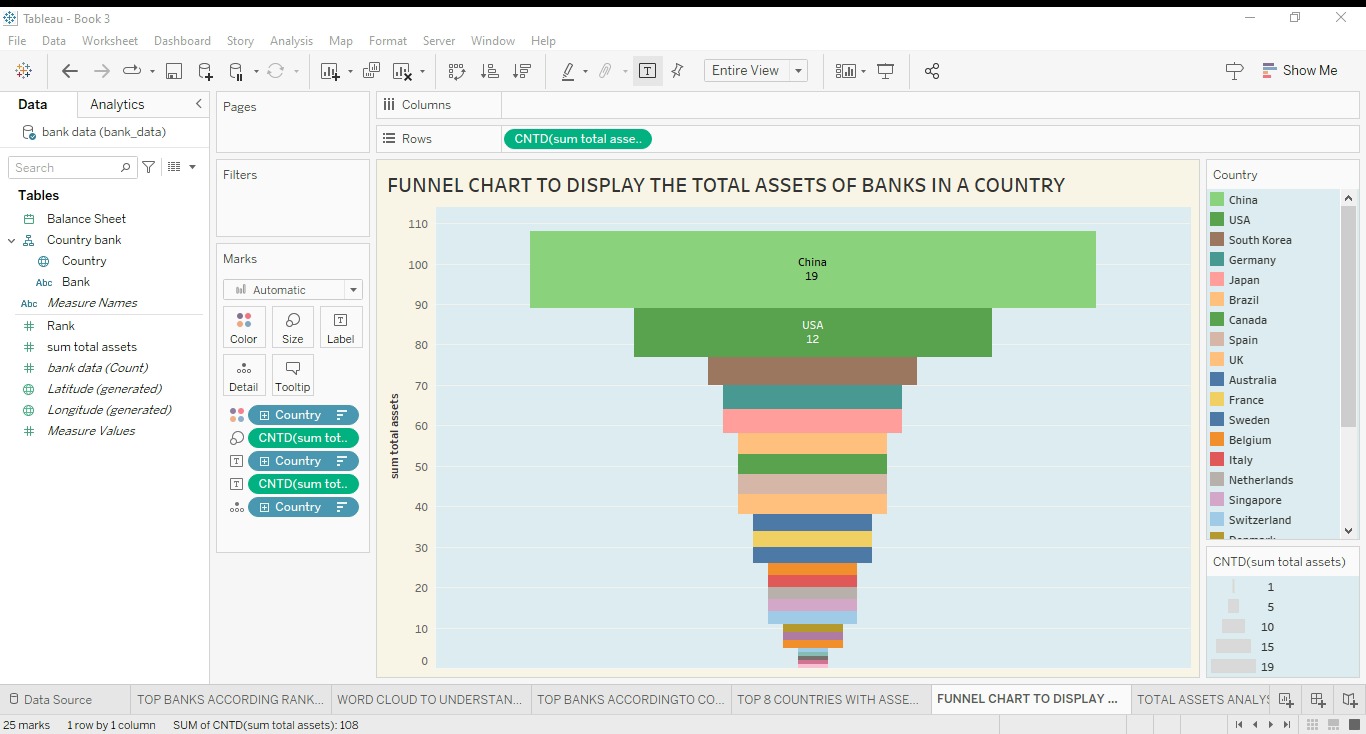 Tableau - Book 3
File Data Worksheet Dashboard Story Analysis Map Format Server Window Help
Entire View
Show Me
Data Analytics
bank data (bank_data)
Search
Tables
Balance Sheet
Country bank
Country
Abc Bank
Abc Measure Names
Rank
sum total assets
bank data (Count)
Latitude (generated)
Longitude (generated)
Measure Values
Pages
Filters
Marks
Automatic
Color Size Label
Detail Tooltip
Country
CNTD(sum tot..
Country
CNTD(sum tot..
Country
Columns
Rows CNTD(sum total asse..
FUNNEL CHART TO DISPLAY THE TOTAL ASSETS OF BANKS IN A COUNTRY
sum total assets
110
100
90
80
70
60
50
40
30
20
10
0
China
19
USA
12
Country
China
USA
South Korea
Germany
Japan
Brazil
Canada
Spain
UK
Australia
France
Sweden
Belgium
Italy
Netherlands
Singapore
Switzerland
CNTD(sum total assets)
1
5
10
15
19
Data Source TOP BANKS ACCORDING RANK... WORD CLOUD TO UNDERSTAN... TOP BANKS ACCORDINGTO CO... TOP 8 COUNTRIES WITH ASSE... FUNNEL CHART TO DISPLAY ... TOTAL ASSETS ANALYS
25 marks 1 row by 1 column SUM of CNTD(sum total assets): 108